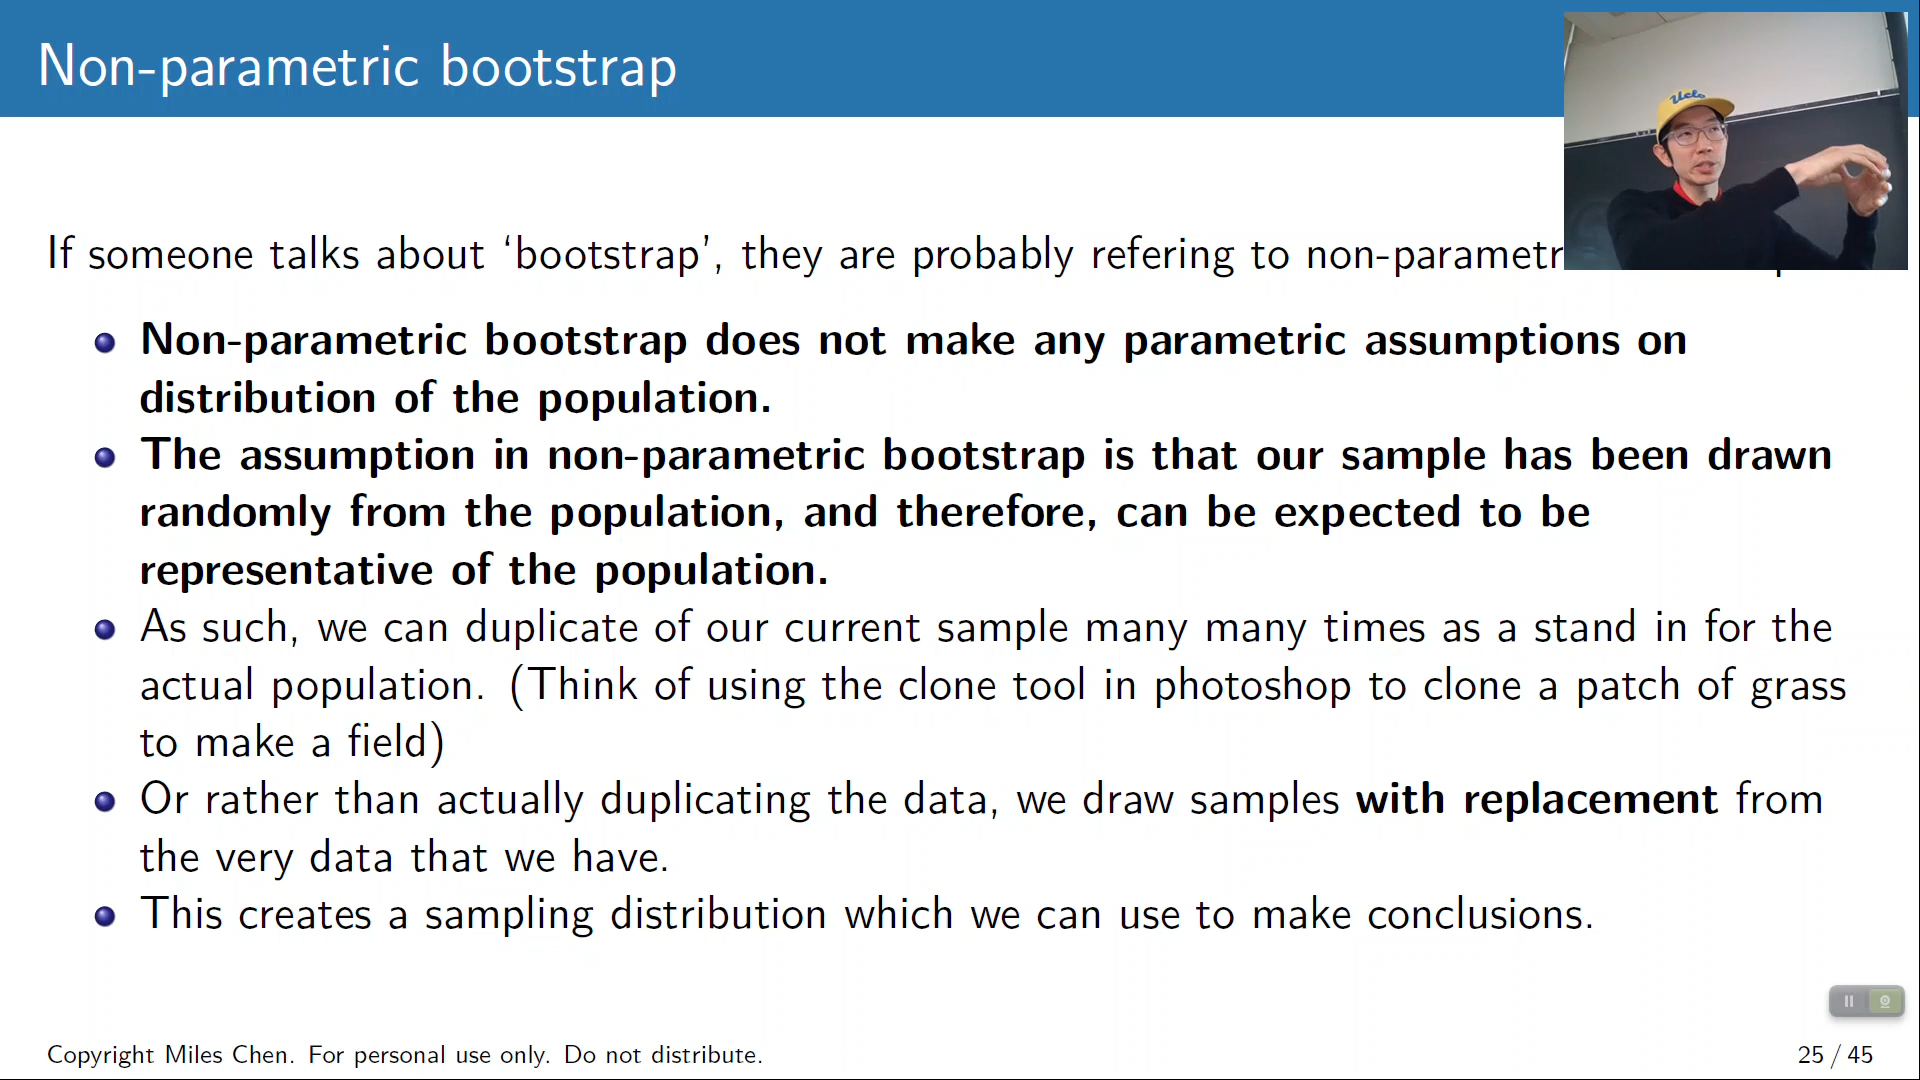 Non-parametric bootstrap
Ucla
If someone talks about ‘bootstrap’, they are probably refering to
● Non-parametric bootstrap does not make any parametric assumptions on
distribution of the population.
● The assumption in non-parametric bootstrap is that our sample has been drawn
randomly from the population, and therefore, can be expected to be
representative of the population.
● As such, we can duplicate of our current sample many many times as a stand in for the
actual population. (Think of using the clone tool in photoshop to clone a patch of grass
to make a field)
● Or rather than actually duplicating the data, we draw samples with replacement from
the very data that we have.
● This creates a sampling distribution which we can use to make conclusions.
Copyright Miles Chen. For personal use only. Do not distribute.
25 / 45